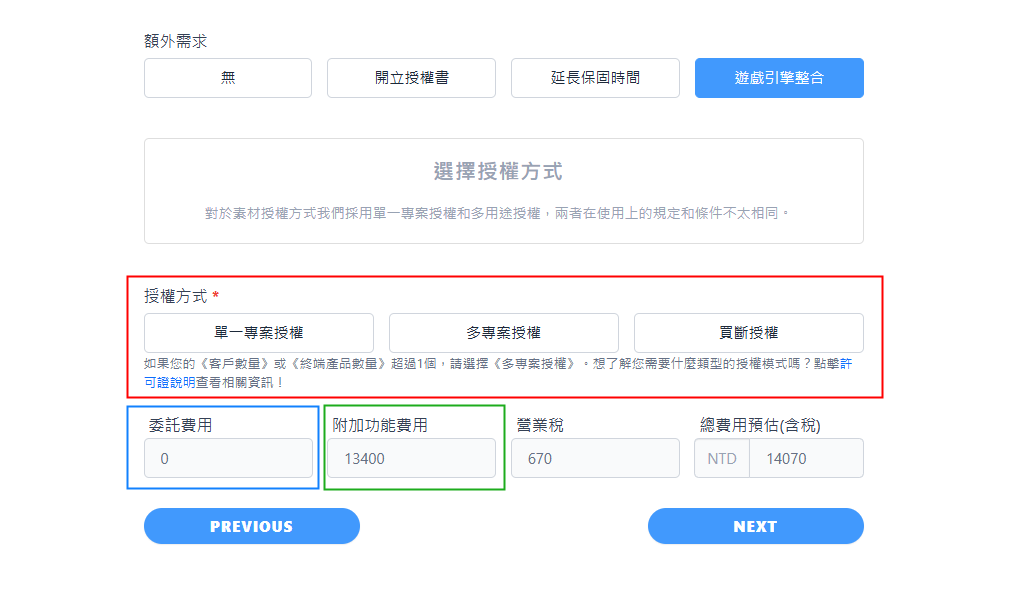 額外需求
無 開立授權書 延長保固時間 遊戲引擎整合
選擇授權方式
對於素材授權方式我們採用單一專案授權和多用途授權，兩者在使用上的規定和條件不太相同。
授權方式 *
單一專案授權 多專案授權 買斷授權
如果您的《客戶數量》或《終端產品數量》超過1個，請選擇《多專案授權》。想了解您需要什麼類型的授權模式嗎？點擊許
可證說明查看相關資訊！
委託費用 附加功能費用 營業稅 總費用預估(含稅)
0 13400 670 NTD 14070
PREVIOUS NEXT